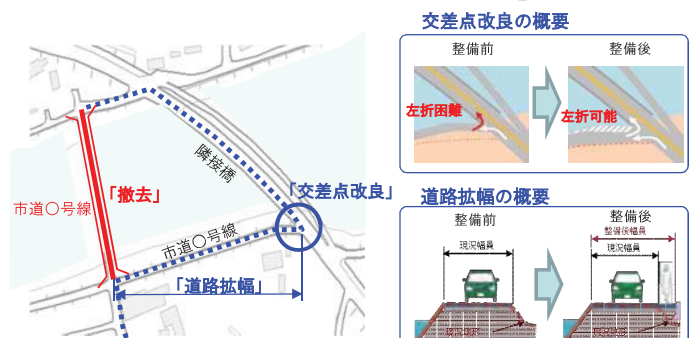 交差点改良の概要
整備前
整備後
左折困難
左折可能
隣接橋
「交差点改良」
「撤去」
市道〇号線
市道〇号線
「道路拡幅」
道路拡幅の概要
整備前
整備後
整備後幅員
現況幅員
現況幅員